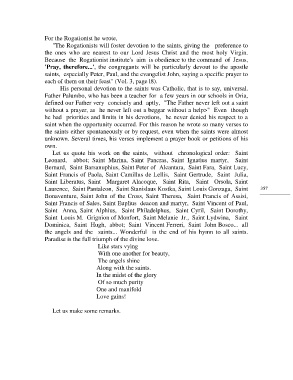 For the Rogationist he wrote.
"The Rogationists will foster devotion to the saints, giving the preference to
the ones who are nearest to our Lord Jesus Christ and the most holy Virgin.
Because the Rogationist institute's aim is obedience to the command of Jesus,
'Pray, therefore...', the congregants will be particularly devout to the apostle
saints, especially Peter, Paul, and the evangelist John, saying a specific prayer to
each of them on their feast" (Vol. 3, page 18).
His personal devotion to the saints was Catholic, that is to say, universal.
Father Palumbo, who has been a teacher for a few years in our schools in Oria,
defined our Father very concisely and aptly, "The Father never left out a saint
without a prayer, as he never left out a beggar without a help!" Even though
he had priorities and limits in his devotions, he never denied his respect to a
saint when the opportunity occurred. For this reason he wrote so many verses to
the saints either spontaneously or by request, even when the saints were almost
unknown. Several times, his verses implement a prayer book or petitions of his
own.
Let us quote his work on the saints, without chronological order: Saint
Leonard, abbot; Saint Marina, Saint Pancras, Saint Ignatius martyr, Saint
Bernard, Saint Barsanuphius, Saint Peter of Alcantara, Saint Fara, Saint Lucy,
Saint Francis of Paola, Saint Camillus de Lellis, Saint Gertrude, Saint Julia,
Saint Liberatus, Saint Margaret Alacoque, Saint Rita, Saint Orsola, Saint
Laurence, Saint Pantaleon, Saint Stanislaus Kostka, Saint Louis Gonzaga, Saint
Bonaventure, Saint John of the Cross, Saint Theresa, Saint Francis of Assisi,
Saint Francis of Sales, Saint Euplius deacon and martyr, Saint Vincent of Paul,
Saint Anna, Saint Alphius, Saint Philadelphus, Saint Cyril, Saint Dorothy,
Saint Louis M. Grignion of Montfort, Saint Melanie Jr., Saint Lydwina, Saint
Dominica, Saint Hugh, abbot; Saint Vincent Ferreri, Saint John Bosco... all
the angels and the saints... Wonderful is the end of his hymn to all saints.
Paradise is the full triumph of the divine love.
Like stars vying
With one another for beauty,
The angels shine
Along with the saints.
In the midst of the glory
Of so much purity
One and manifold
Love gains!
Let us make some remarks.